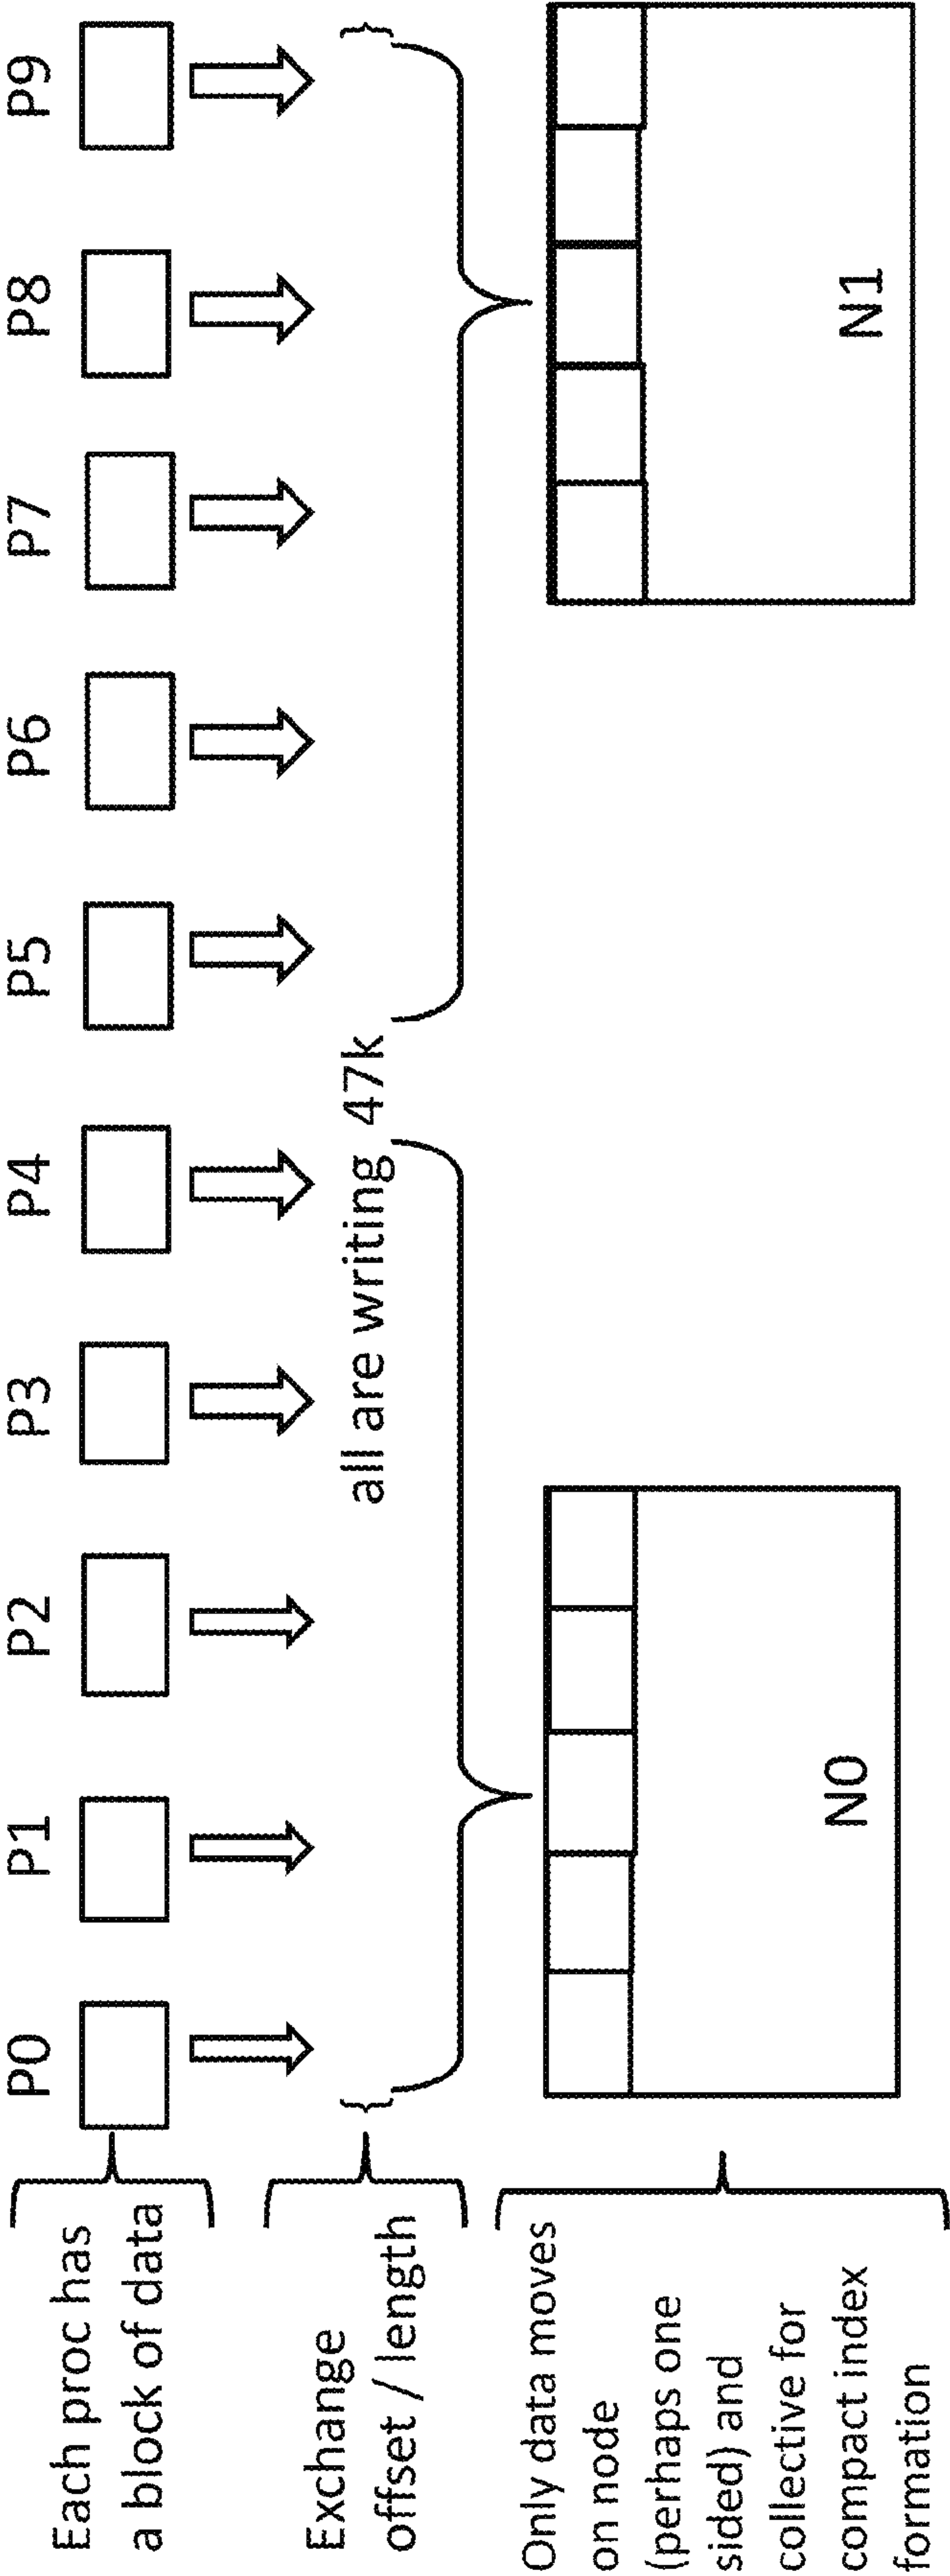 P0 P1 P2 P3 P4 P5 P6 P7 P8 P9
Each proc has
a block of data
Exchange
offset / length
all are writing 47k
Only data moves
on node
(perhaps one
sided) and
collective for
compact index
formation
N0
N1